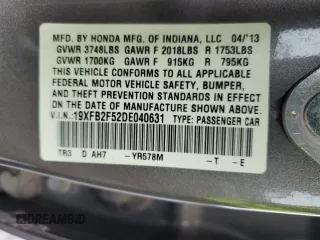 MFD. BY HONDA MFG. OF INDIANA, LLC 04/'13
GVWR 3748LBS GAWR F 2018LBS R 1753LBS
GVWR 1700KG GAWR F 915KG R 795KG
THIS VEHICLE CONFORMS TO ALL APPLICABLE
FEDERAL MOTOR VEHICLE SAFETY, BUMPER,
AND THEFT PREVENTION STANDARDS IN EFFECT
ON THE DATE OF MANUFACTURE SHOWN ABOVE.
V.I.N.: 19XFB2F52DE040631 TYPE: PASSENGER CAR
TR3 D AH7 -YR578M -T -E
DREAMBID